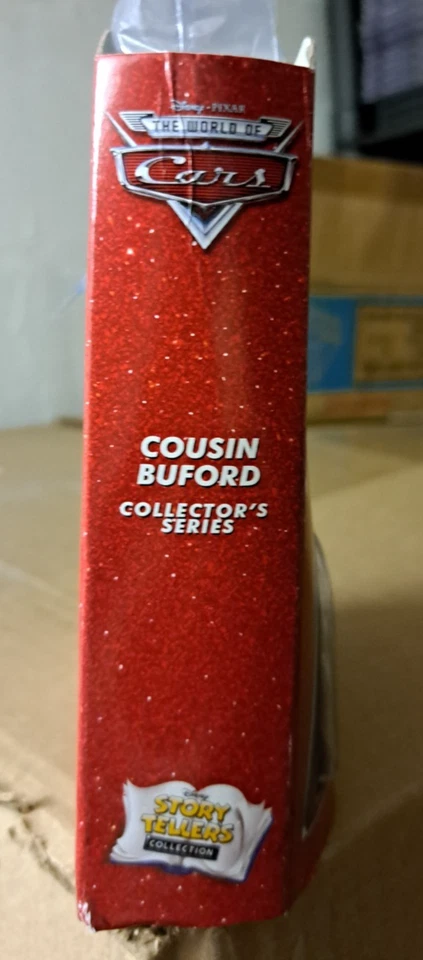 Disney · PIXAR
THE WORLD OF
Cars
COUSIN
BUFORD
COLLECTOR'S
SERIES
Disney
STORY
TELLERS
COLLECTION